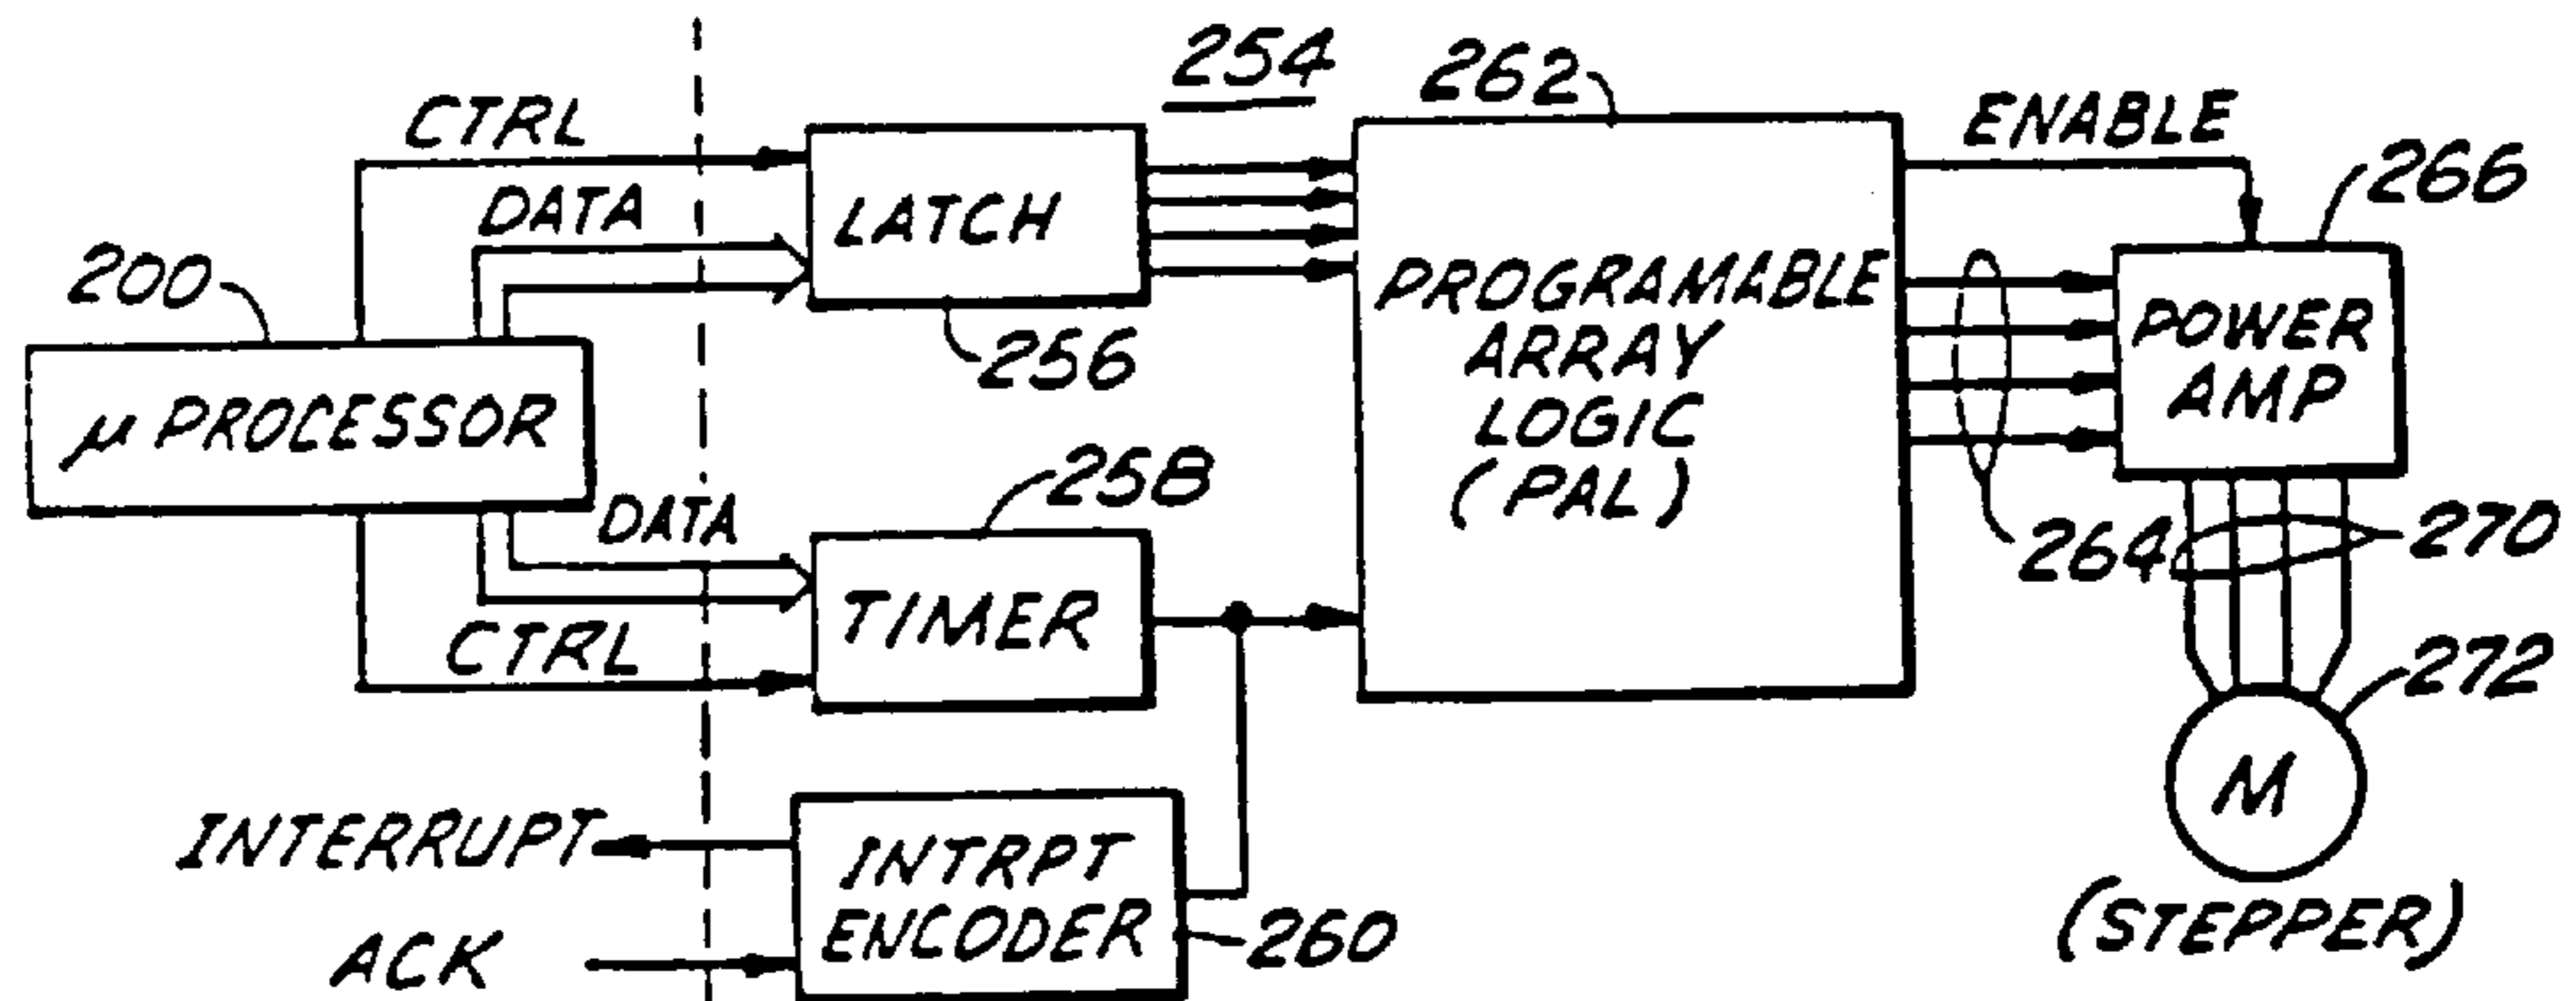 254
262
CTRL
ENABLE
DATA
266
LATCH
200
PROGRAMABLE
ARRAY
LOGIC
(PAL)
POWER
AMP
256
μ PROCESSOR
258
DATA
264
270
TIMER
CTRL
272
M
INTERRUPT
INTRPT
ENCODER
260
(STEPPER)
ACK